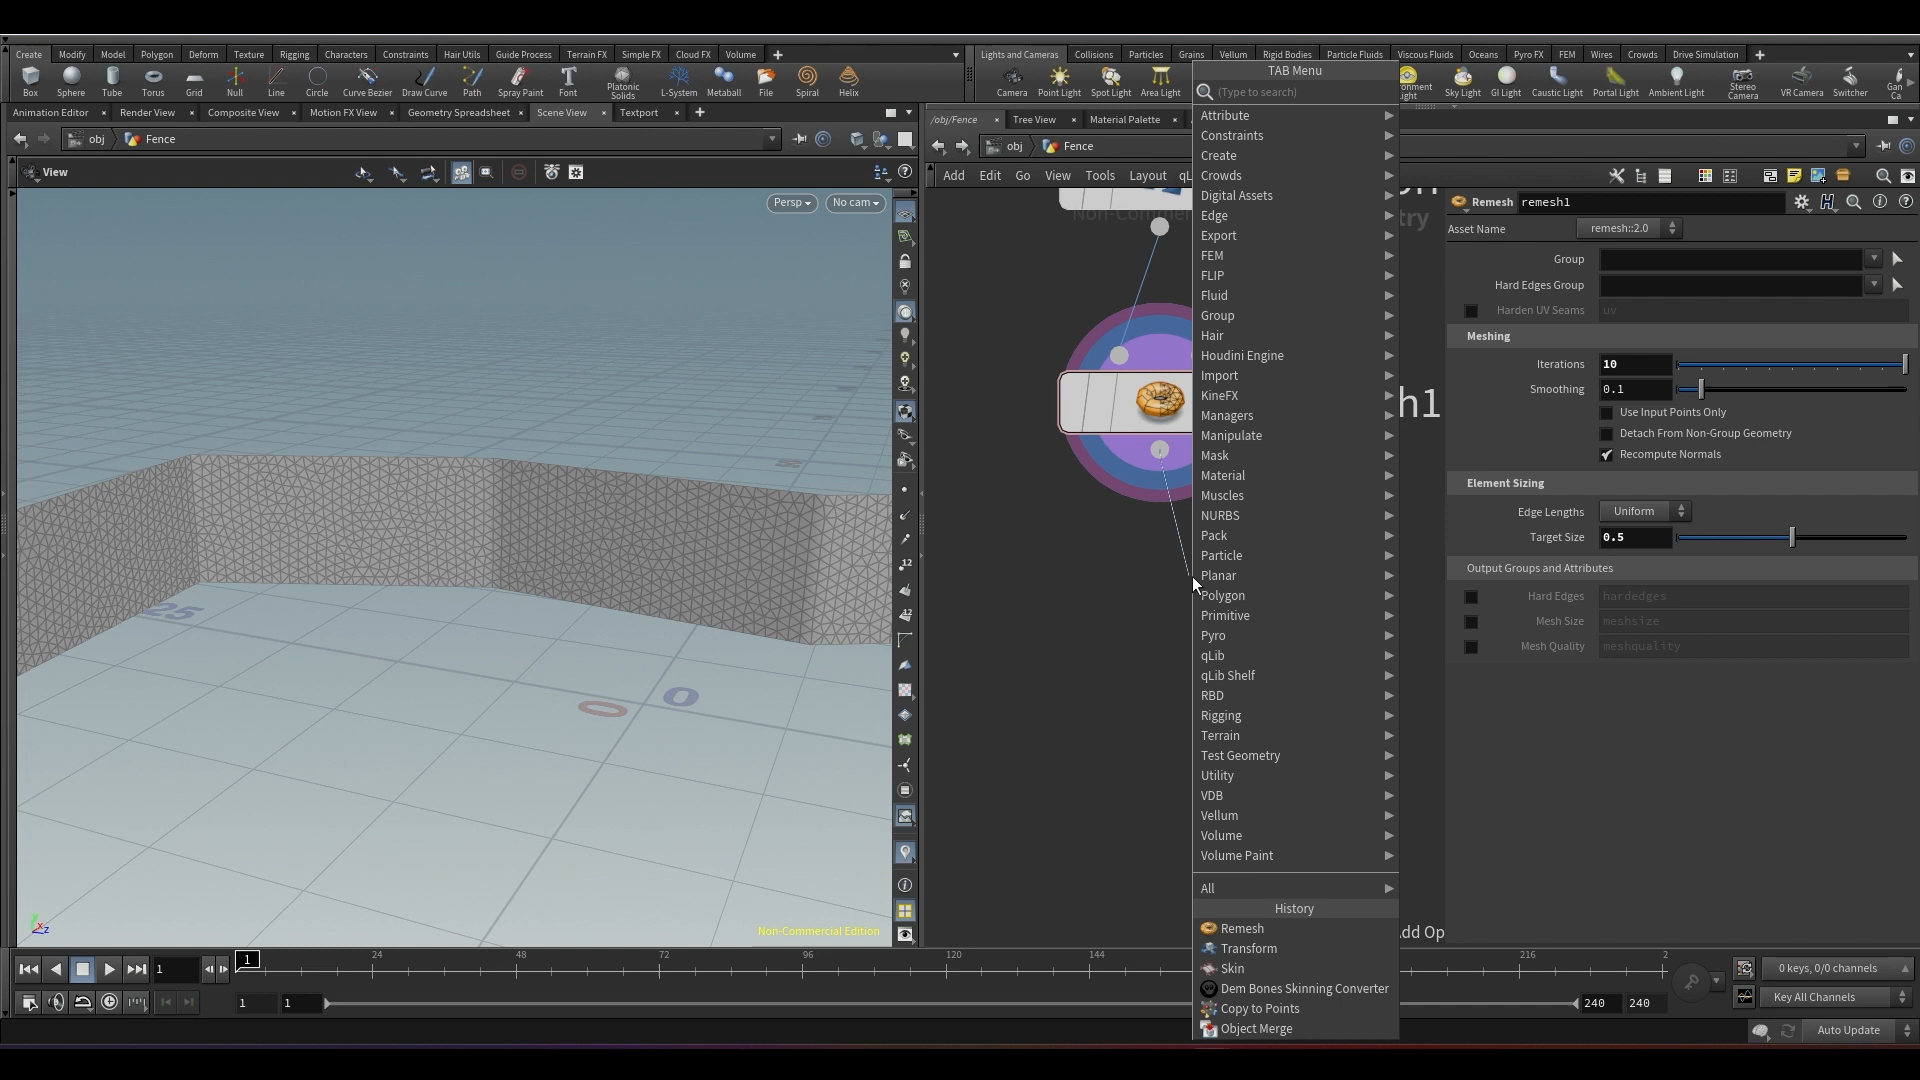 Create Modify Model Polygon Deform Texture Rigging Characters Constraints Hair Utils Guide Process Terrain FX Simple FX Cloud FX Volume
Lights and Cameras Collisions Particles Grains Vellum Rigid Bodies Particle Fluids Viscous Fluids Oceans Pyro FX FEM Wires Crowds Drive Simulation
Box Sphere Tube Torus Grid Null Line Circle Curve Bezier Draw Curve Path Spray Paint Font Platonic Solids L-System Metaball File Spiral Helix
Camera Point Light Spot Light Area Light Sky Light GI Light Caustic Light Portal Light Ambient Light Stereo Camera VR Camera Switcher
Animation Editor Render View Composite View Motion FX View Geometry Spreadsheet Scene View Textport
/obj/Fence Tree View Material Palette
obj Fence
obj Fence
View
Add Edit Go View Tools Layout qL
Persp No cam
Non-Commer
25
0
0
Non-Commercial Edition
h1
TAB Menu
(Type to search)
Attribute
Constraints
Create
Crowds
Digital Assets
Edge
Export
FEM
FLIP
Fluid
Group
Hair
Houdini Engine
Import
KineFX
Managers
Manipulate
Mask
Material
Muscles
NURBS
Pack
Particle
Planar
Polygon
Primitive
Pyro
qLib
qLib Shelf
RBD
Rigging
Terrain
Test Geometry
Utility
VDB
Vellum
Volume
Volume Paint
All
History
Remesh
Transform
Skin
Dem Bones Skinning Converter
Copy to Points
Object Merge
Remesh remesh1
Asset Name remesh::2.0
Group
Hard Edges Group
Harden UV Seams uv
Meshing
Iterations 10
Smoothing 0.1
Use Input Points Only
Detach From Non-Group Geometry
Recompute Normals
Element Sizing
Edge Lengths Uniform
Target Size 0.5
Output Groups and Attributes
Hard Edges hardedges
Mesh Size meshsize
Mesh Quality meshquality
dd Op
1 1 24 48 72 96 120 144 216 2
0 keys, 0/0 channels
1 1 240 240
Key All Channels
Auto Update